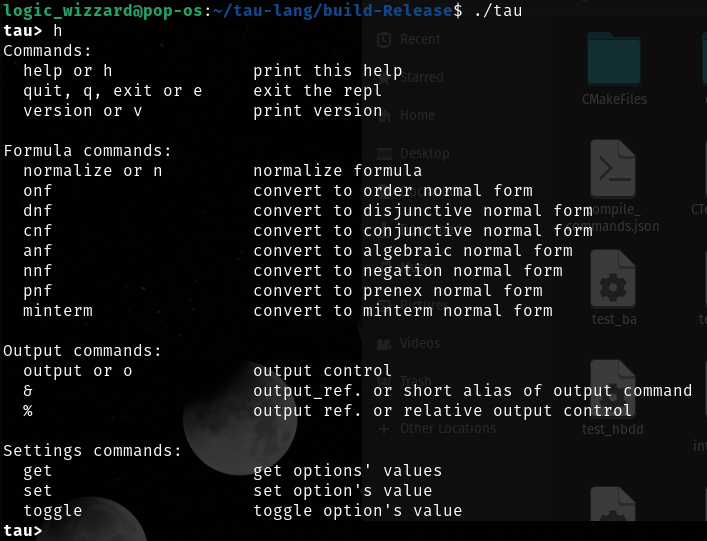 logic_wizzard@pop-os:~/tau-lang/build-Release$ ./tau
tau> h
Commands:
help or h print this help
quit, q, exit or e exit the repl
version or v print version
Formula commands:
normalize or n normalize formula
onf convert to order normal form
dnf convert to disjunctive normal form
cnf convert to conjunctive normal form
anf convert to algebraic normal form
nnf convert to negation normal form
pnf convert to prenex normal form
minterm convert to minterm normal form
Output commands:
output or o output control
& output_ref. or short alias of output command
% output ref. or relative output control
Settings commands:
get get options' values
set set option's value
toggle toggle option's value
tau>
Recent
Starred
Home
Desktop
Pictures
Videos
Trash
Other Locations
CMakeFiles
compile_
commands.json
test_ba
test_hbdd